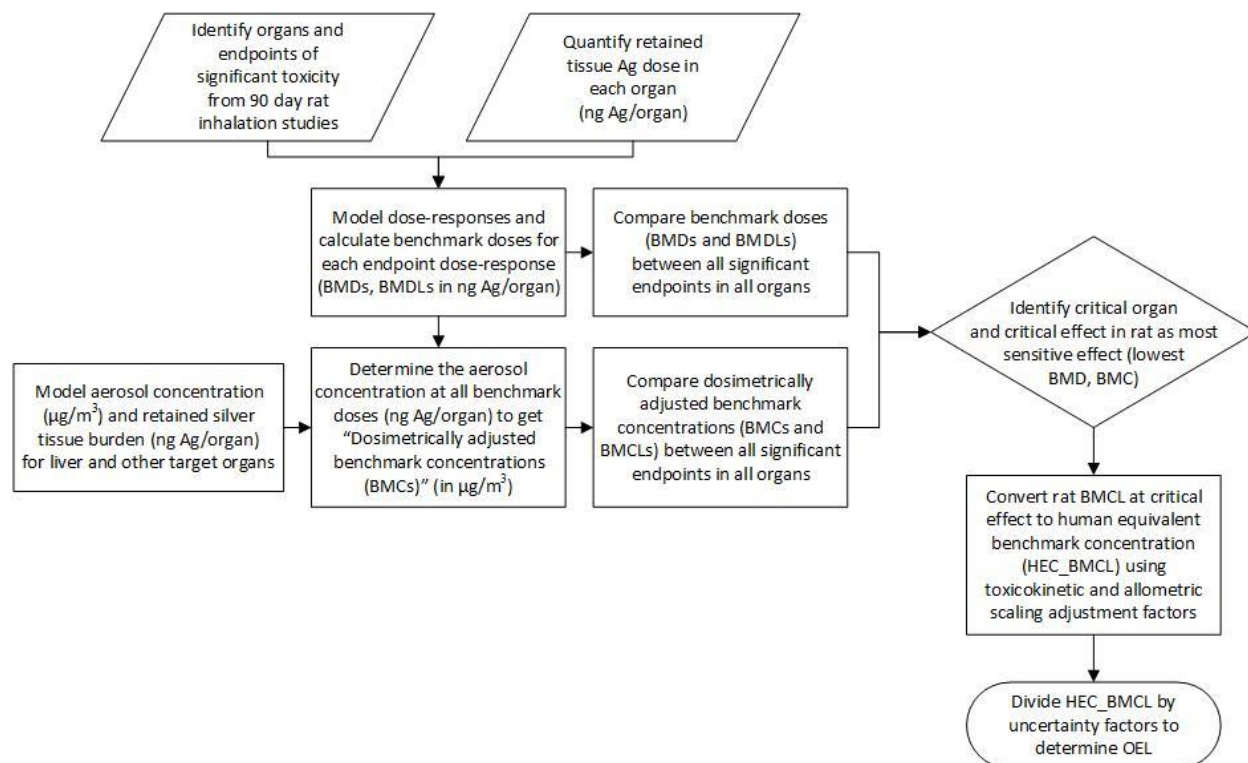 Identify organs and
endpoints of
significant toxicity
from 90 day rat
inhalation studies
Quantify retained
tissue Ag dose in
each organ
(ng Ag/organ)
Model dose-responses and
calculate benchmark doses for
each endpoint dose-response
(BMDs, BMDLs in ng Ag/organ)
Compare benchmark doses
(BMDs and BMDLs)
between all significant
endpoints in all organs
Identify critical organ
and critical effect in rat as most
sensitive effect (lowest
BMD, BMC)
Model aerosol concentration
(µg/m³) and retained silver
tissue burden (ng Ag/organ)
for liver and other target organs
Determine the aerosol
concentration at all benchmark
doses (ng Ag/organ) to get
“Dosimetrically adjusted
benchmark concentrations
(BMCs)” (in µg/m³)
Compare dosimetrically
adjusted benchmark
concentrations (BMCs and
BMCLs) between all significant
endpoints in all organs
Convert rat BMCL at critical
effect to human equivalent
benchmark concentration
(HEC_BMCL) using
toxicokinetic and allometric
scaling adjustment factors
Divide HEC_BMCL by
uncertainty factors to
determine OEL